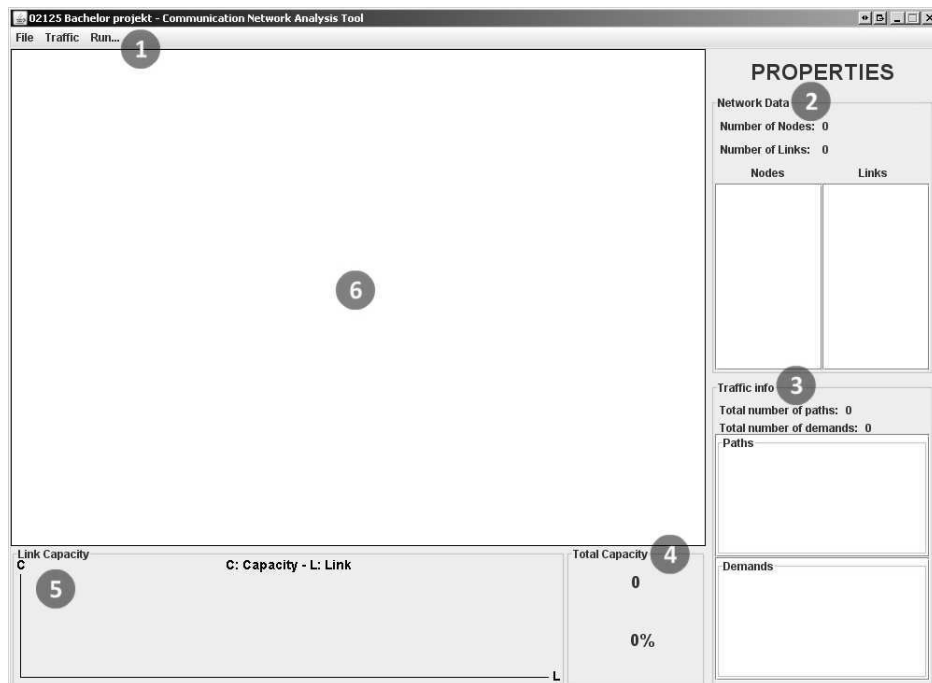 02125 Bachelor projekt - Communication Network Analysis Tool
File Traffic Run...
1
PROPERTIES
Network Data
2
Number of Nodes: 0
Number of Links: 0
Nodes Links
6
Traffic info
3
Total number of paths: 0
Total number of demands: 0
Paths
Demands
Link Capacity
C
C: Capacity - L: Link
5
L
Total Capacity
4
0
0%